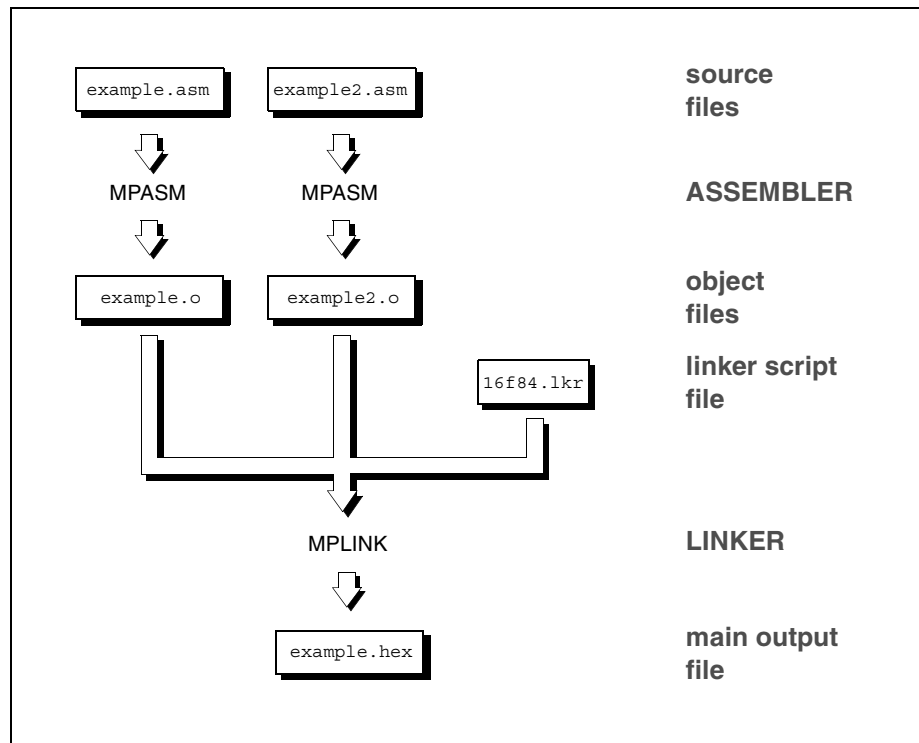 example.asm example2.asm source
files
MPASM MPASM ASSEMBLER
example.o example2.o object
files
16f84.lkr linker script
file
MPLINK LINKER
example.hex main output
file